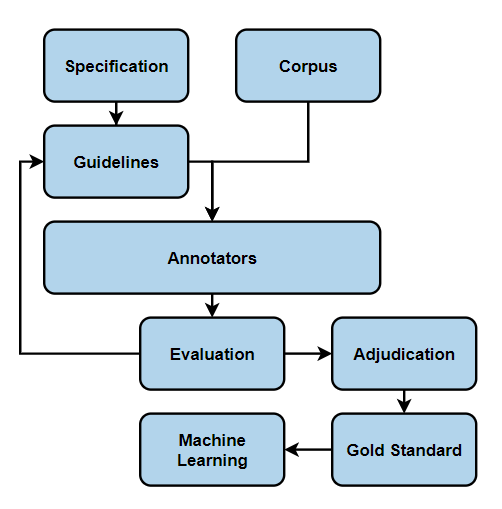 Specification
Corpus
Guidelines
Annotators
Evaluation
Adjudication
Machine
Learning
Gold Standard